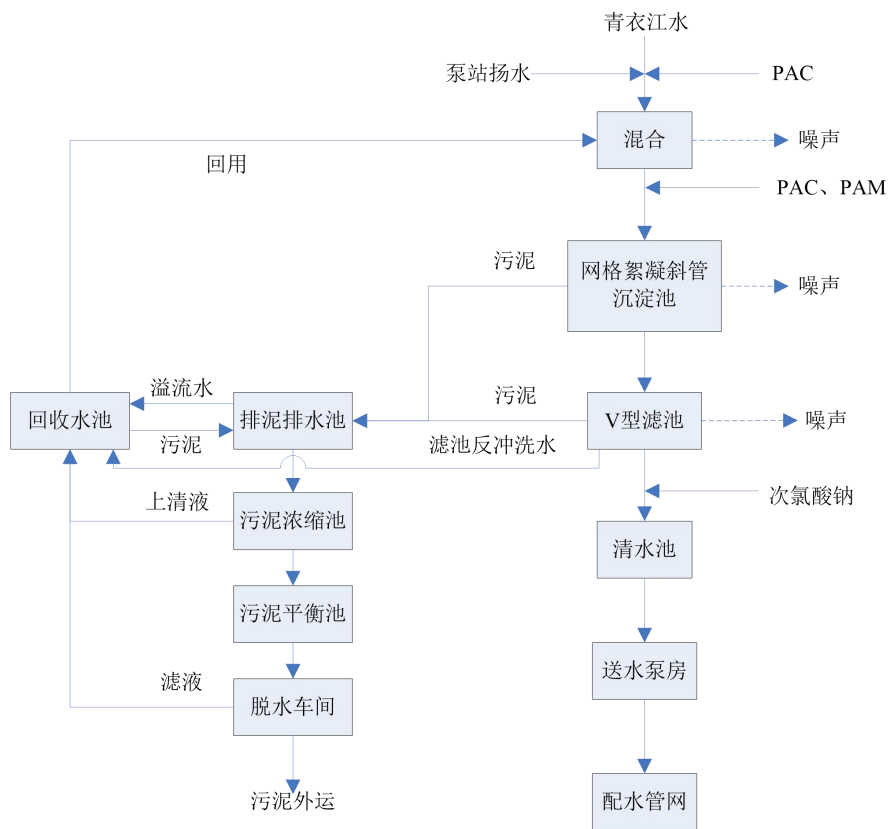 青衣江水
泵站扬水
PAC
混合
噪声
回用
PAC、PAM
污泥
网格絮凝斜管
沉淀池
噪声
溢流水
污泥
回收水池
排泥排水池
V型滤池
噪声
污泥
滤池反冲洗水
上清液
次氯酸钠
污泥浓缩池
清水池
污泥平衡池
送水泵房
滤液
脱水车间
污泥外运
配水管网